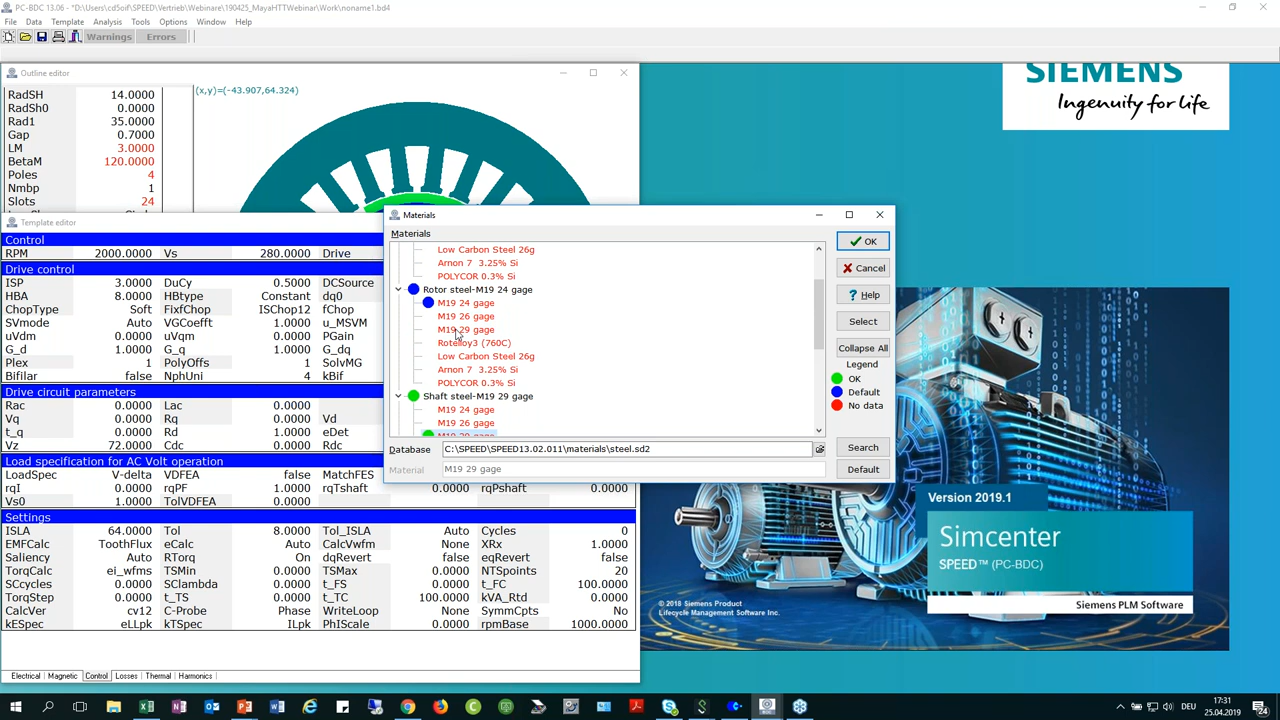 PC-BDC 13.06 - *D:\Users\cd5oif\SPEED\Vertrieb\Webinare\190425_MayaHTTWebinar\Work\noname1.bd4
File Data Template Analysis Tools Options Window Help
Warnings Errors
Outline editor
RadSH 14.0000
RadSh0 0.0000
Rad1 35.0000
Gap 0.7000
LM 3.0000
BetaM 120.0000
Poles 4
Nmbp 1
Slots 24
(x,y)=(-43.907,64.324)
SIEMENS
Ingenuity for life
Template editor
Control
RPM 2000.0000 Vs 280.0000 Drive
Drive control
ISP 3.0000 DuCy 0.5000 DCSource
HBA 8.0000 HBtype Constant dq0
ChopType Soft FixfChop ISChop12 fChop
SVmode Auto VGCoefft 1.0000 u_MSVM
uVdm 0.0000 uVqm 0.0000 PGain
G_d 1.0000 G_q 1.0000 G_dq
Plex 1 PolyOffs 1 SolvMG
Bifilar false NphUni 4 kBif
Drive circuit parameters
Rac 0.0000 Lac 0.0000
Vq 0.0000 Rq 0.0000 Vd
t_q 0.0000 Rd 1.0000 eDet
Vz 72.0000 Cdc 0.0000 Rdc
Load specification for AC Volt operation
LoadSpec V-delta VDFEA false MatchFES
rqI 0.0000 rqPF 1.0000 rqTshaft 0.0000 rqPshaft 0.0000
Vs0 1.0000 TolVDFEA 0.0000
Settings
ISLA 64.0000 Tol 8.0000 Tol_ISLA Auto Cycles 0
EMFCalc ToothFlux eCalc Auto CalcVwfm None XRx 1.0000
Saliency Auto RTorq On dqRevert false eqRevert false
TorqCalc ei_wfms TSMin 0.0000 TSMax 0.0000 NTSpoints 20
SCcycles 0.0000 SClambda 0.0000 t_FS 0.0000 t_FC 100.0000
TorqStep 0.0000 t_TS 0.0000 t_TC 100.0000 kVA_Rtd 0.0000
CalcVer cv12 C-Probe Phase WriteLoop None SymmCpts No
kESpec eLLpk kTSpec ILpk PhIScale 0.0000 rpmBase 1000.0000
Electrical Magnetic Control Losses Thermal Harmonics
Materials
Materials
Low Carbon Steel 26g
Arnon 7 3.25% Si
POLYCOR 0.3% Si
Rotor steel-M19 24 gage
M19 24 gage
M19 26 gage
M19 29 gage
Rotelloy3 (760C)
Low Carbon Steel 26g
Arnon 7 3.25% Si
POLYCOR 0.3% Si
Shaft steel-M19 29 gage
M19 24 gage
M19 26 gage
M19 29 gage
Database C:\SPEED\SPEED13.02.011\materials\steel.sd2
Material M19 29 gage
OK
Cancel
Help
Select
Collapse All
Legend
OK
Default
No data
Search
Default
Version 2019.1
Simcenter
SPEED™ (PC-BDC)
Siemens PLM Software
© 2018 Siemens Product
Lifecycle Management Software Inc.
DEU
17:31
25.04.2019
24